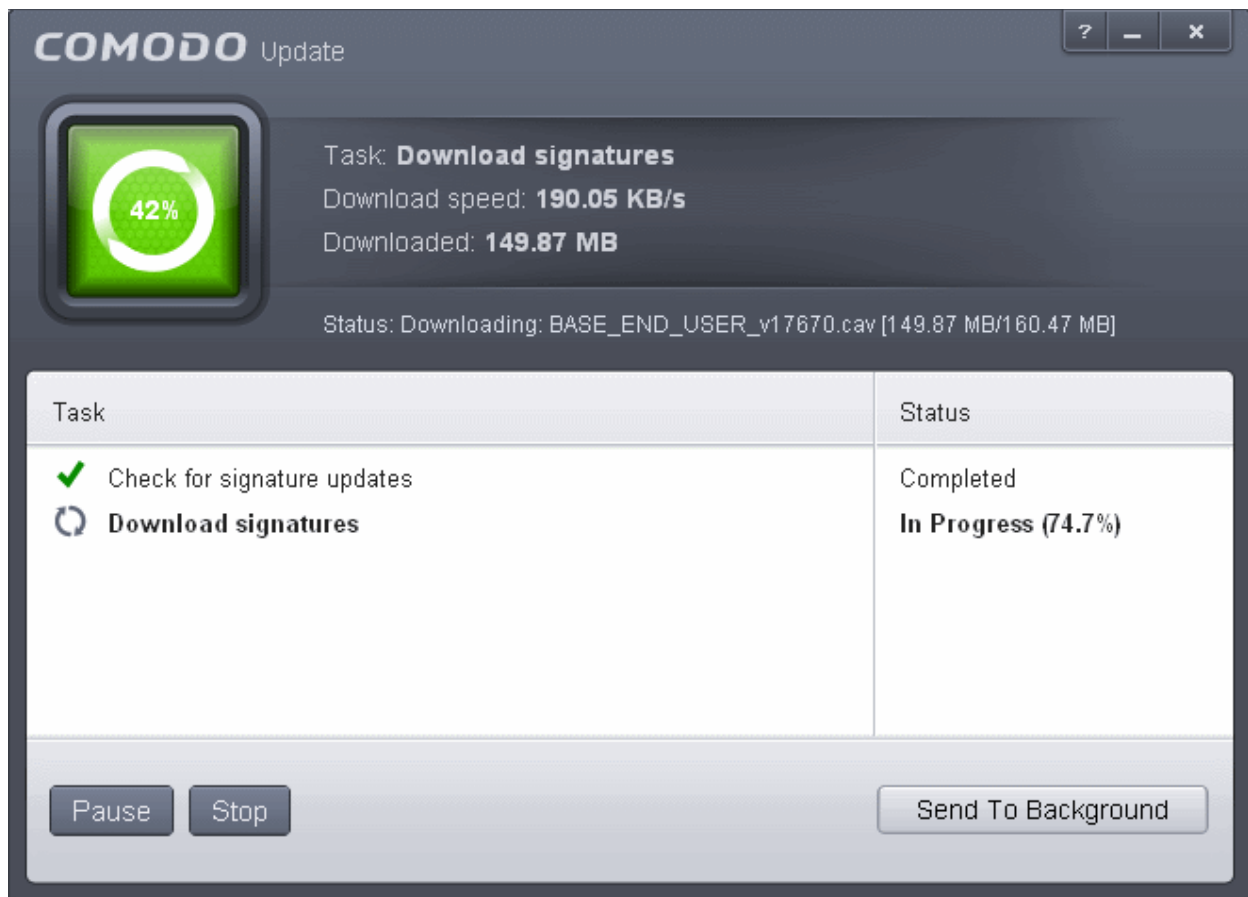 COMODO Update
? _ ×
42%
Task: Download signatures
Download speed: 190.05 KB/s
Downloaded: 149.87 MB
Status: Downloading: BASE_END_USER_v17670.cav [149.87 MB/160.47 MB]
Task Status
Check for signature updates Completed
Download signatures In Progress (74.7%)
Pause Stop Send To Background